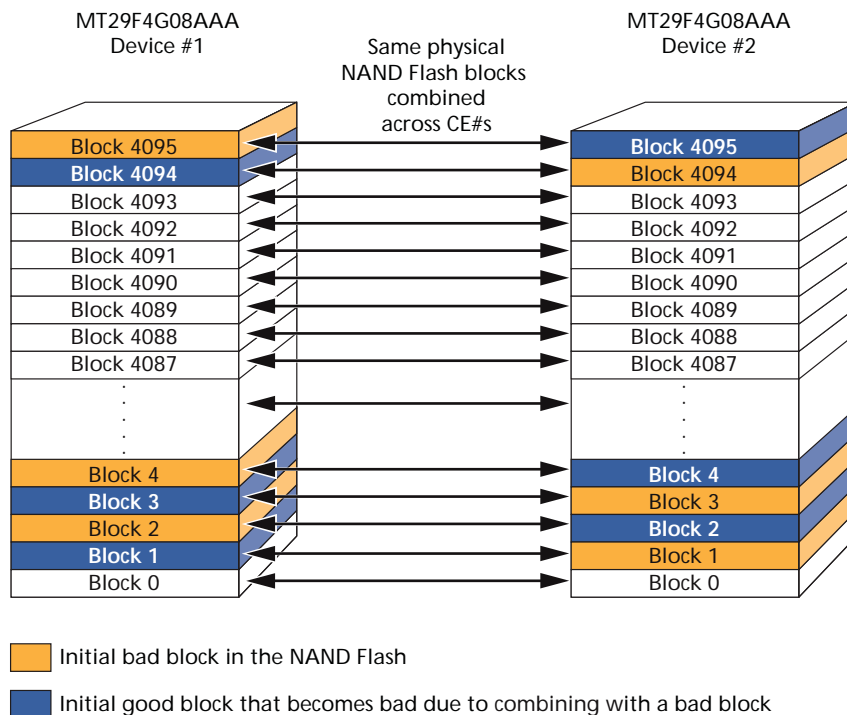 MT29F4G08AAA
Device #1
Same physical
NAND Flash blocks
combined
across CE#s
MT29F4G08AAA
Device #2
Block 4095
Block 4094
Block 4093
Block 4092
Block 4091
Block 4090
Block 4089
Block 4088
Block 4087
Block 4
Block 3
Block 2
Block 1
Block 0
Block 4095
Block 4094
Block 4093
Block 4092
Block 4091
Block 4090
Block 4089
Block 4088
Block 4087
Block 4
Block 3
Block 2
Block 1
Block 0
Initial bad block in the NAND Flash
Initial good block that becomes bad due to combining with a bad block